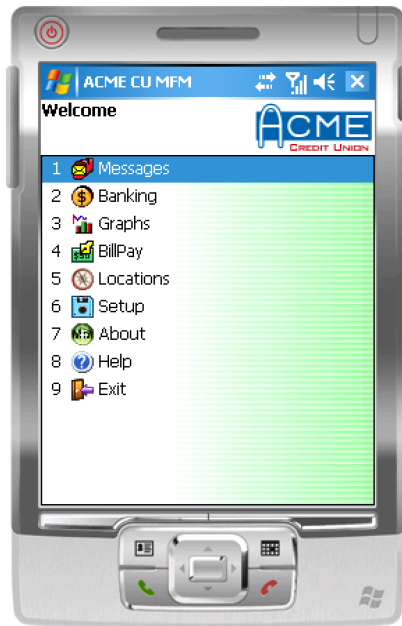 ACME CU MFM
Welcome
ACME
CREDIT UNION
1 Messages
2 Banking
3 Graphs
4 BillPay
5 Locations
6 Setup
7 About
8 Help
9 Exit